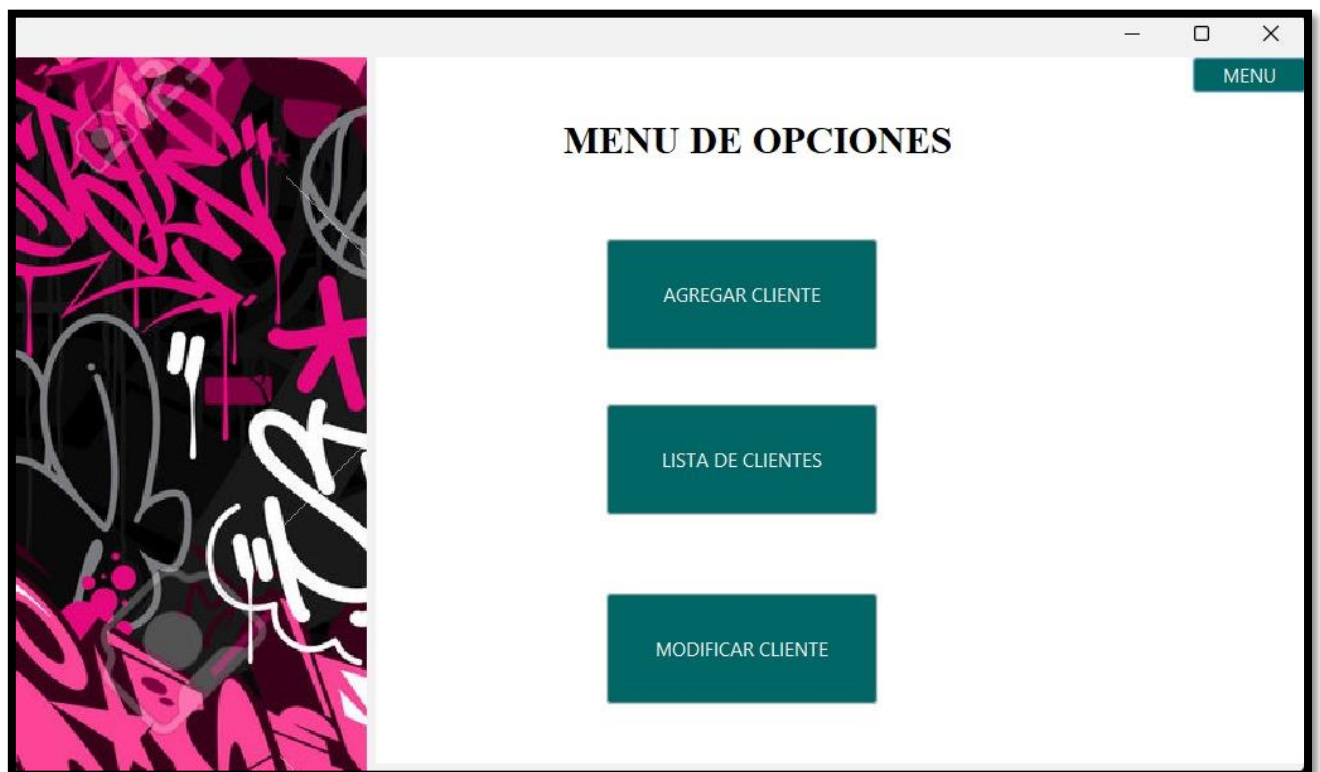 MENU
MENU DE OPCIONES
AGREGAR CLIENTE
LISTA DE CLIENTES
MODIFICAR CLIENTE